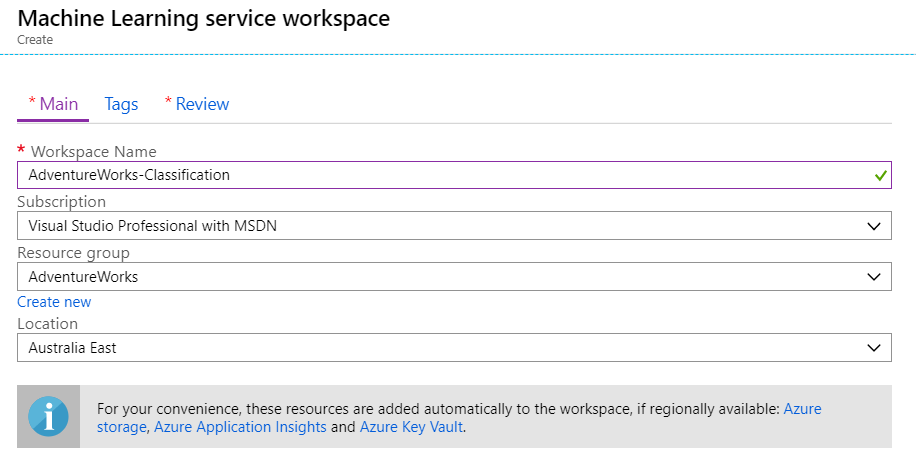 Machine Learning service workspace
Create
* Main Tags * Review
* Workspace Name
AdventureWorks-Classification
Subscription
Visual Studio Professional with MSDN
Resource group
AdventureWorks
Create new
Location
Australia East
For your convenience, these resources are added automatically to the workspace, if regionally available: Azure
storage, Azure Application Insights and Azure Key Vault.